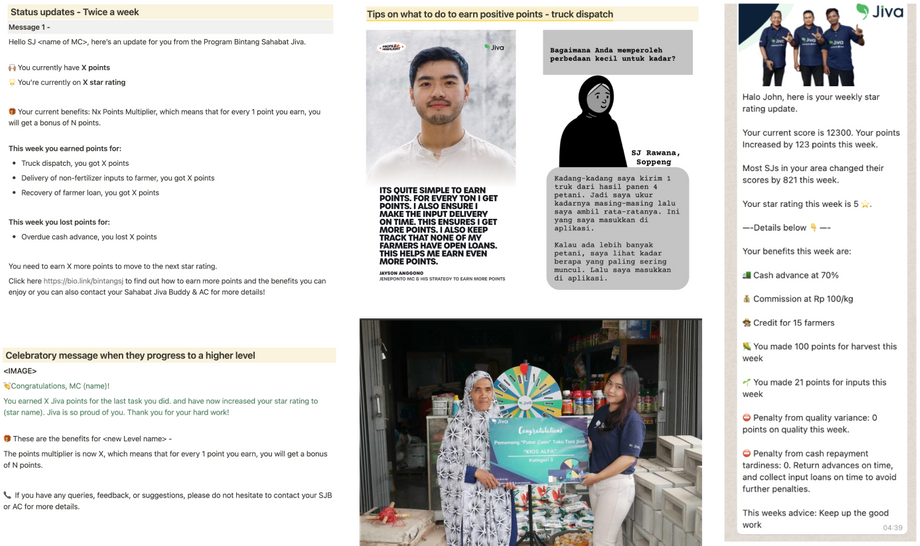 Status updates - Twice a week
Message 1 -
Hello SJ <name of MC>, here's an update for you from the Program Bintang Sahabat Jiva.
🙌 You currently have X points
⭐ You're currently on X star rating
🎁 Your current benefits: Nx Points Multiplier, which means that for every 1 point you earn, you
will get a bonus of N points.
This week you earned points for:
• Truck dispatch, you got X points
• Delivery of non-fertilizer inputs to farmer, you got X points
• Recovery of farmer loan, you got X points
This week you lost points for:
• Overdue cash advance, you lost X points
You need to earn X more points to move to the next star rating.
Click here https://bio.link/bintangsj to find out how to earn more points and the benefits you can
enjoy or you can also contact your Sahabat Jiva Buddy & AC for more details!
Celebratory message when they progress to a higher level
<IMAGE>
👏Congratulations, MC (name)!
You earned X Jiva points for the last task you did. and have now increased your star rating to
(star name). Jiva is so proud of you. Thank you for your hard work!
🎁 These are the benefits for <new Level name> -
The points multiplier is now X, which means that for every 1 point you earn, you will get a bonus
of N points.
📞 If you have any queries, feedback, or suggestions, please do not hesitate to contact your SJB
or AC for more details.
Tips on what to do to earn positive points - truck dispatch
Jiva
ITS QUITE SIMPLE TO EARN
POINTS. FOR EVERY TON I GET
POINTS. I ALSO ENSURE I
MAKE THE INPUT DELIVERY
ON TIME. THIS ENSURES I GET
MORE POINTS. I ALSO KEEP
TRACK THAT NONE OF MY
FARMERS HAVE OPEN LOANS.
THIS HELPS ME EARN EVEN
MORE POINTS.
JAYSON ANGGONO
JENEPONTO MC & HIS STRATEGY TO EARN MORE POINTS
Bagaimana Anda memperoleh
perbedaan kecil untuk kadar?
SJ Rawana,
Soppeng
Kadang-kadang saya kirim 1
truk dari hasil panen 4
petani. Jadi saya ukur
kadarnya masing-masing lalu
saya ambil rata-ratanya. Ini
yang saya masukkan di
aplikasi.
Kalau ada lebih banyak
petani, saya lihat kadar
berapa yang paling sering
muncul. Lalu saya masukkan
di aplikasi.
Jiva
Congratulations
"KIOS ALFA"
Jiva
Halo John, here is your weekly star
rating update.
Your current score is 12300. Your points
Increased by 123 points this week.
Most SJs in your area changed their
scores by 821 this week.
Your star rating this week is 5 ⭐.
—-Details below 👇 —-
Your benefits this week are:
💵 Cash advance at 70%
💰 Commission at Rp 100/kg
🧑‍🌾 Credit for 15 farmers
🌽 You made 100 points for harvest this
week
🌱 You made 21 points for inputs this
week
⛔ Penalty from quality variance: 0
points on quality this week.
⛔ Penalty from cash repayment
tardiness: 0. Return advances on time,
and collect input loans on time to avoid
further penalties.
This weeks advice: Keep up the good
work
04:39